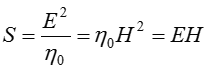 S = E²/η₀ = η₀H² = EH